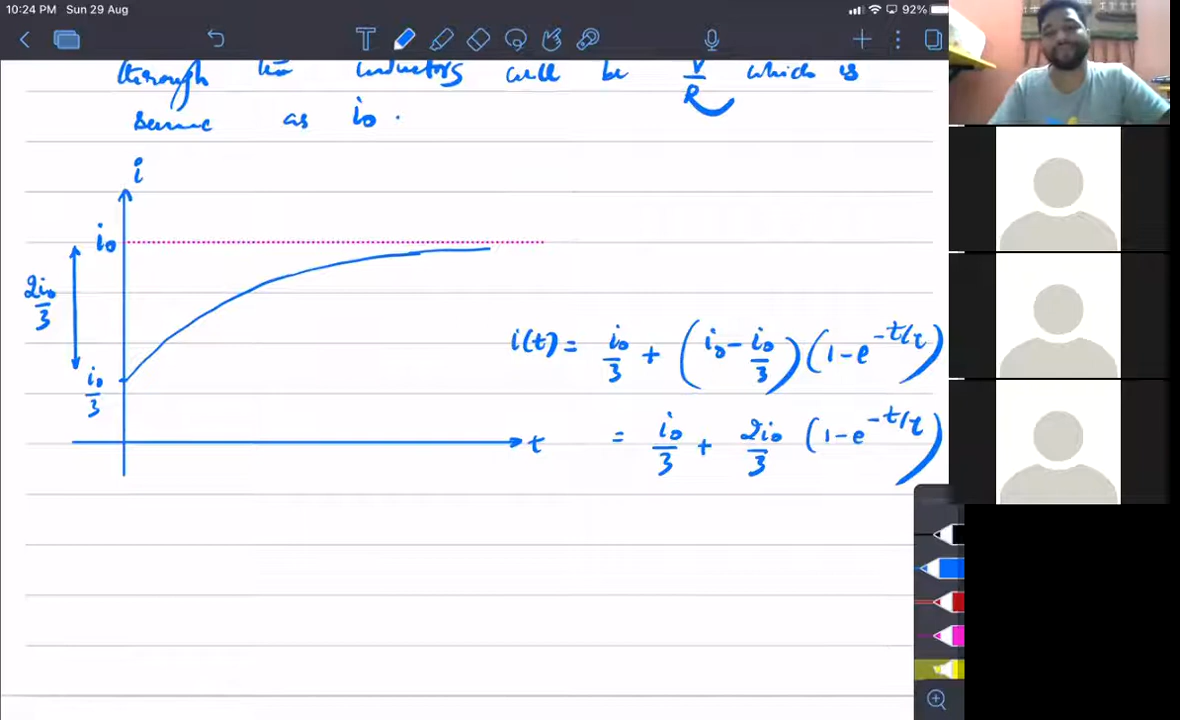 10:24 PM Sun 29 Aug 92%
through the inductors will be V/R which is
same as i₀.
i
i₀
2i₀/3
i₀/3
t
i(t) = i₀/3 + (i₀ - i₀/3)(1 - e^-t/τ)
= i₀/3 + 2i₀/3 (1 - e^-t/τ)